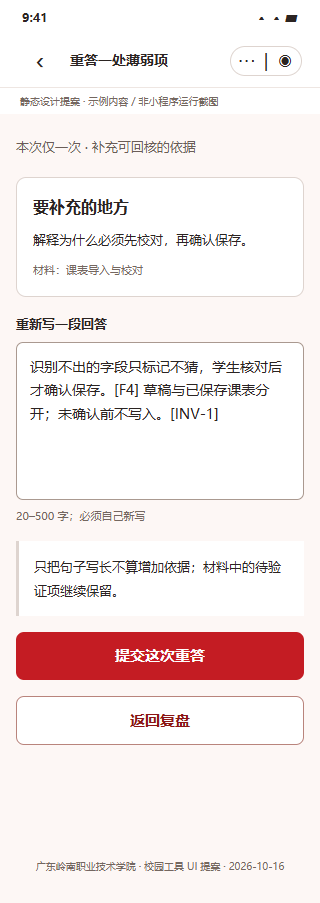 9:41
重答一处薄弱项
静态设计提案 · 示例内容 / 非小程序运行截图
本次仅一次 · 补充可回核的依据
要补充的地方
解释为什么必须先校对，再确认保存。
材料：课表导入与校对
重新写一段回答
识别不出的字段只标记不猜，学生核对后
才确认保存。[F4] 草稿与已保存课表分
开；未确认前不写入。[INV-1]
20–500 字；必须自己新写
只把句子写长不算增加依据；材料中的待验
证项继续保留。
提交这次重答
返回复盘
广东岭南职业技术学院 · 校园工具 UI 提案 · 2026-10-16